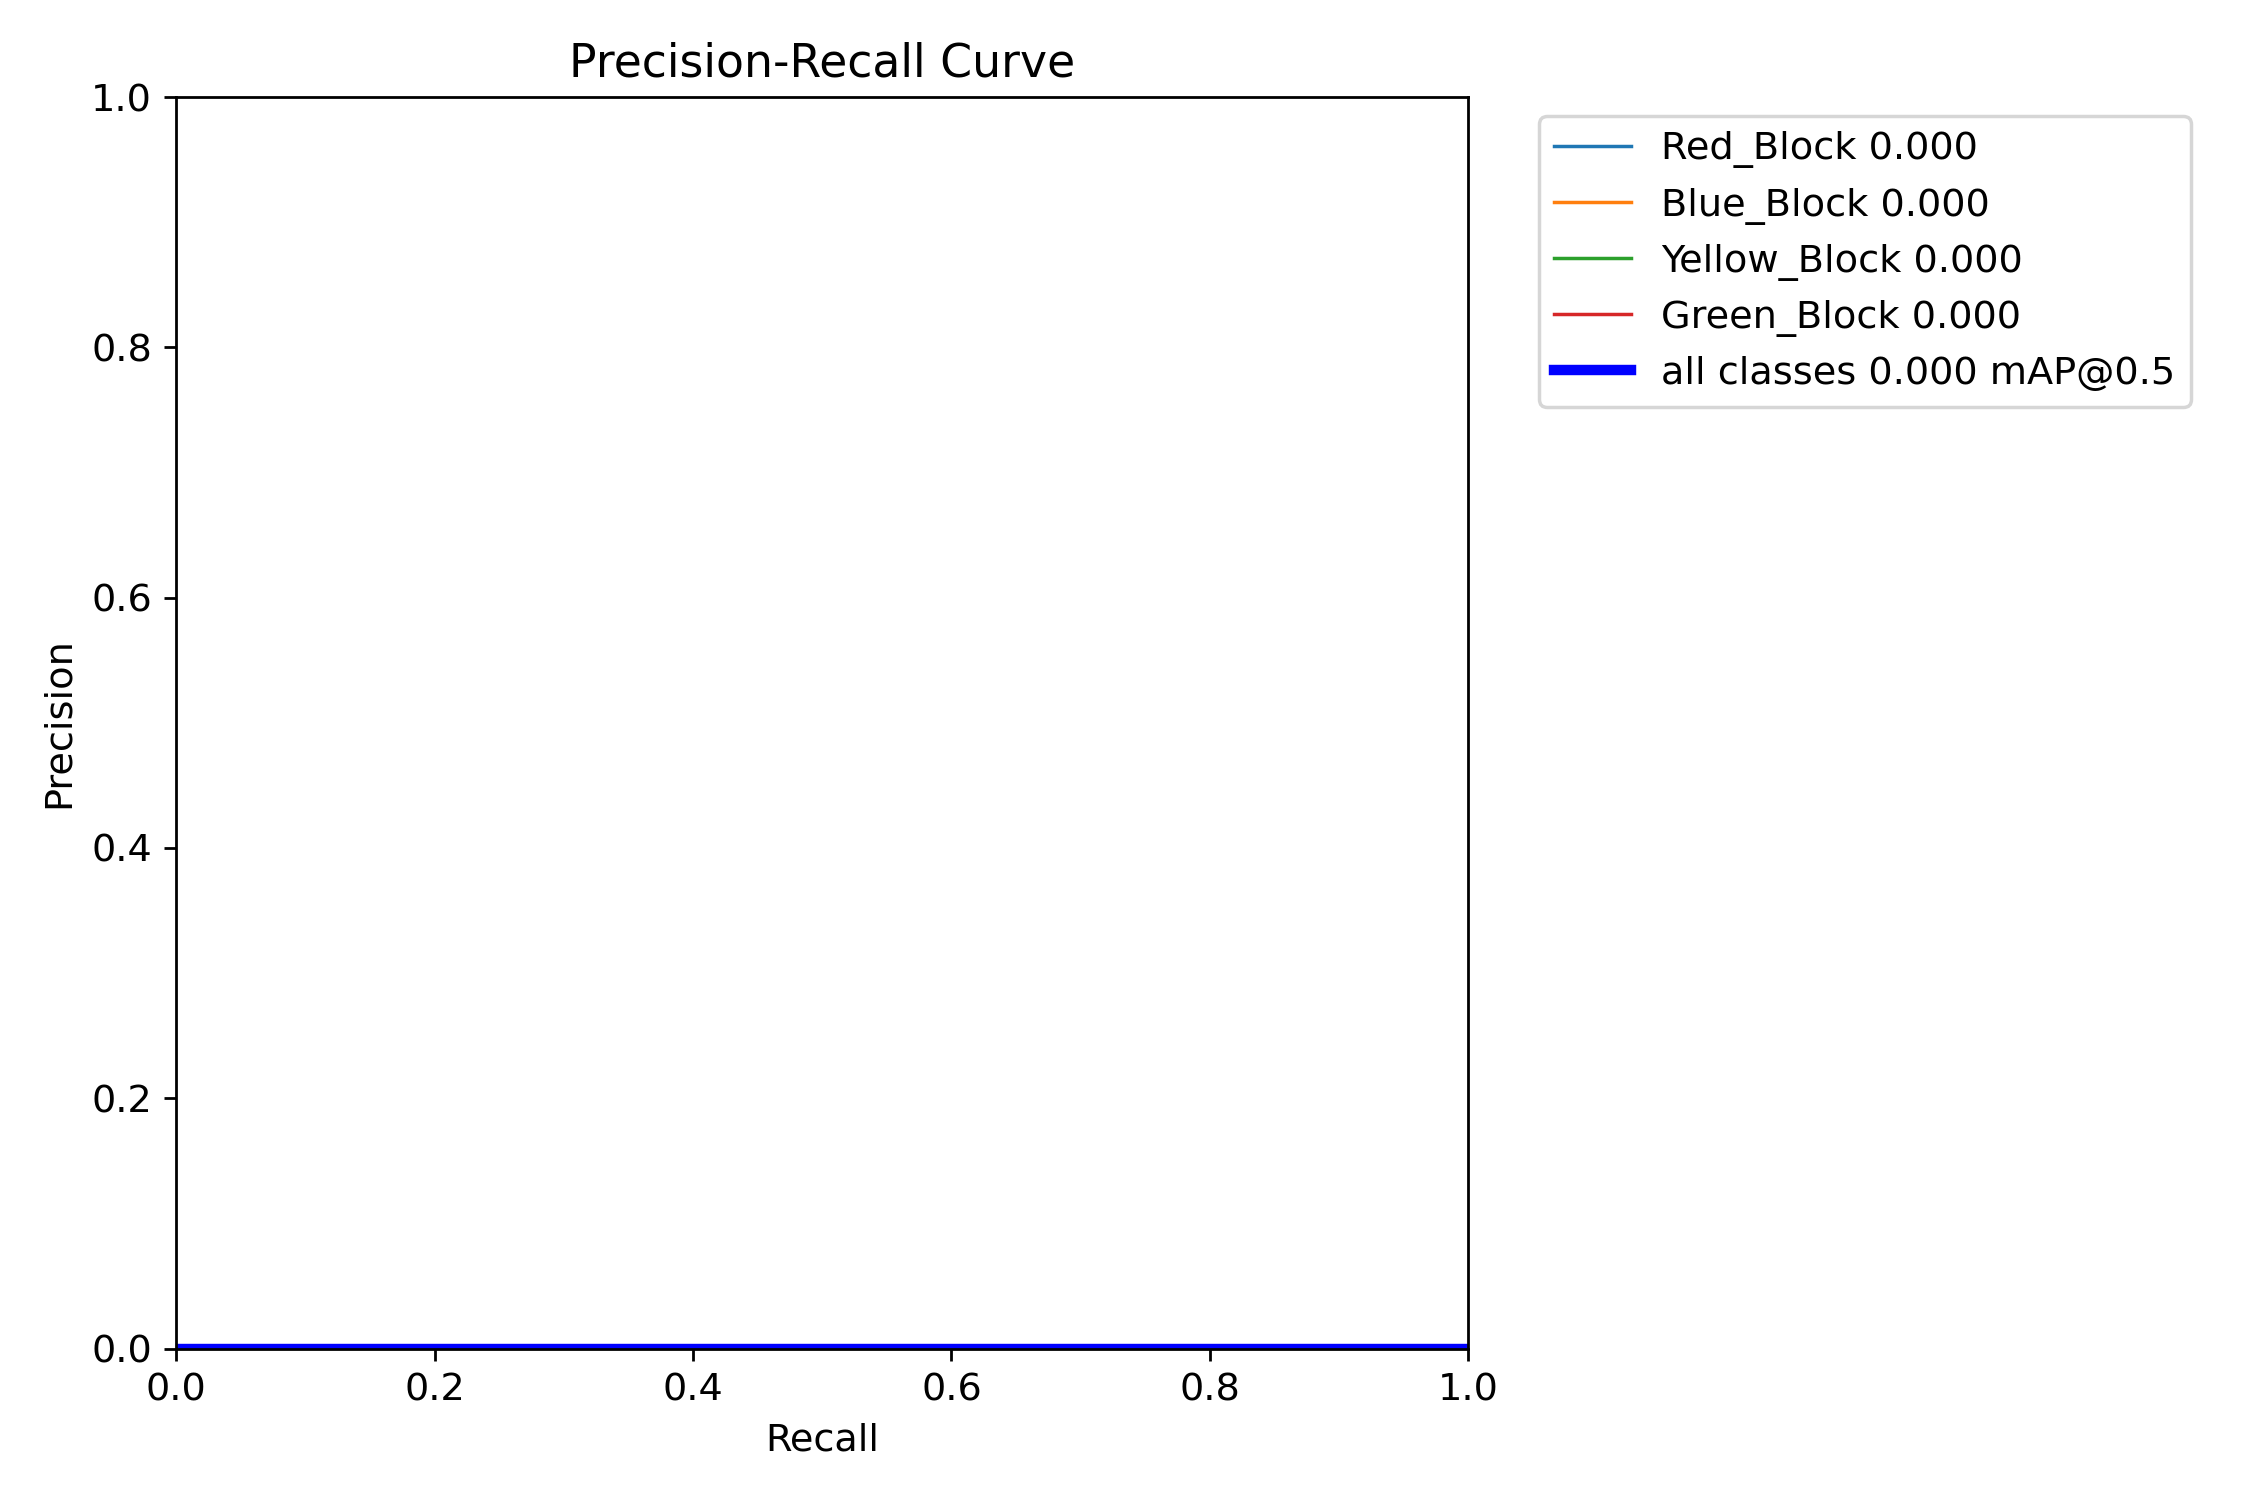 Precision-Recall Curve
1.0
0.8
0.6
0.4
0.2
0.0
Precision
0.0 0.2 0.4 0.6 0.8 1.0
Recall
Red_Block 0.000
Blue_Block 0.000
Yellow_Block 0.000
Green_Block 0.000
all classes 0.000 mAP@0.5